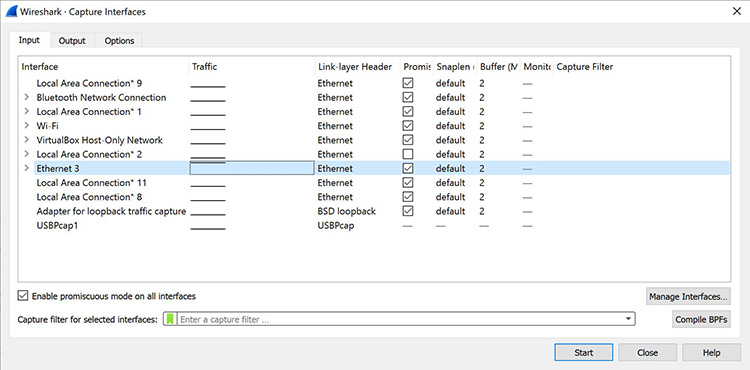 Wireshark · Capture Interfaces
Input Output Options
Interface Traffic Link-layer Header Promis Snaplen Buffer (M Monit Capture Filter
Local Area Connection* 9 Ethernet default 2 —
Bluetooth Network Connection Ethernet default 2 —
Local Area Connection* 1 Ethernet default 2 —
Wi-Fi Ethernet default 2 —
VirtualBox Host-Only Network Ethernet default 2 —
Local Area Connection* 2 Ethernet default 2 —
Ethernet 3 Ethernet default 2 —
Local Area Connection* 11 Ethernet default 2 —
Local Area Connection* 8 Ethernet default 2 —
Adapter for loopback traffic capture BSD loopback default 2 —
USBPcap1 USBPcap — — — —
Enable promiscuous mode on all interfaces Manage Interfaces...
Capture filter for selected interfaces: Enter a capture filter ... Compile BPFs
Start Close Help